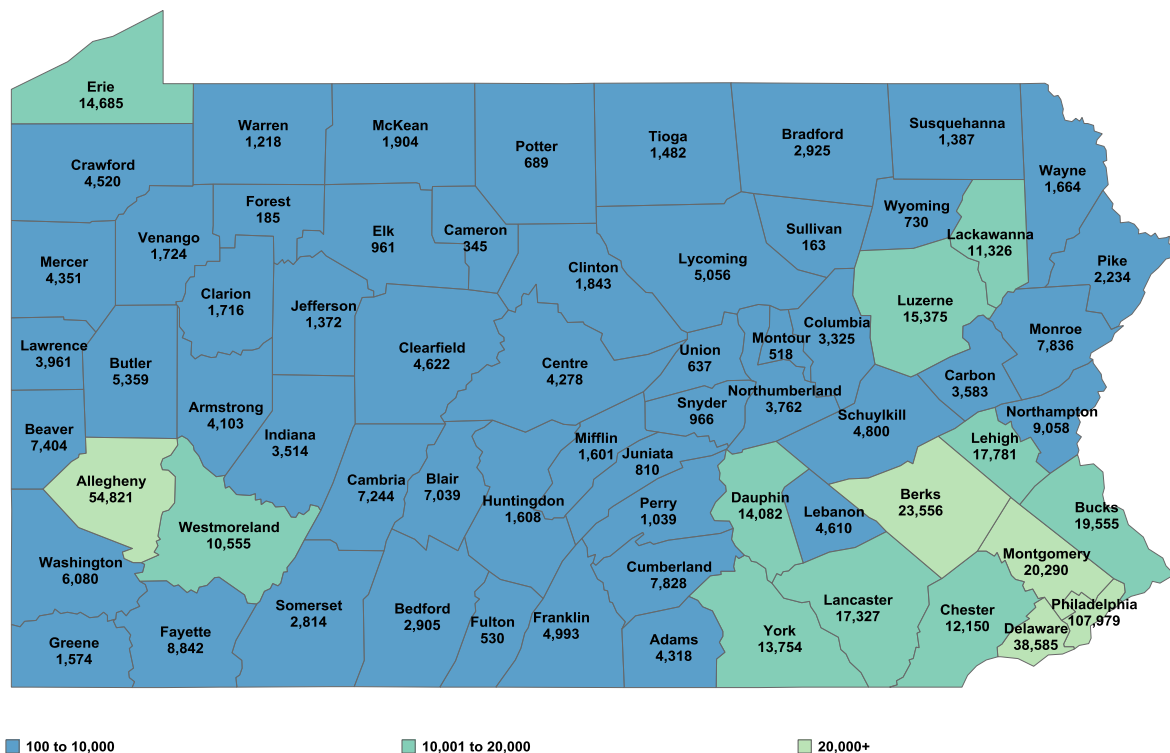 Erie
14,685
Warren
1,218
McKean
1,904
Potter
689
Tioga
1,482
Bradford
2,925
Susquehanna
1,387
Wayne
1,664
Crawford
4,520
Forest
185
Elk
961
Cameron
345
Sullivan
163
Wyoming
730
Lackawanna
11,326
Pike
2,234
Mercer
4,351
Venango
1,724
Clarion
1,716
Jefferson
1,372
Clinton
1,843
Lycoming
5,056
Luzerne
15,375
Monroe
7,836
Lawrence
3,961
Butler
5,359
Clearfield
4,622
Centre
4,278
Union
637
Montour
518
Columbia
3,325
Carbon
3,583
Beaver
7,404
Armstrong
4,103
Indiana
3,514
Snyder
966
Northumberland
3,762
Schuylkill
4,800
Northampton
9,058
Lehigh
17,781
Allegheny
54,821
Westmoreland
10,555
Cambria
7,244
Blair
7,039
Huntingdon
1,608
Mifflin
1,601
Juniata
810
Perry
1,039
Dauphin
14,082
Lebanon
4,610
Berks
23,556
Bucks
19,555
Washington
6,080
Montgomery
20,290
Cumberland
7,828
Greene
1,574
Fayette
8,842
Somerset
2,814
Bedford
2,905
Fulton
530
Franklin
4,993
Adams
4,318
York
13,754
Lancaster
17,327
Chester
12,150
Delaware
38,585
Philadelphia
107,979
100 to 10,000
10,001 to 20,000
20,000+